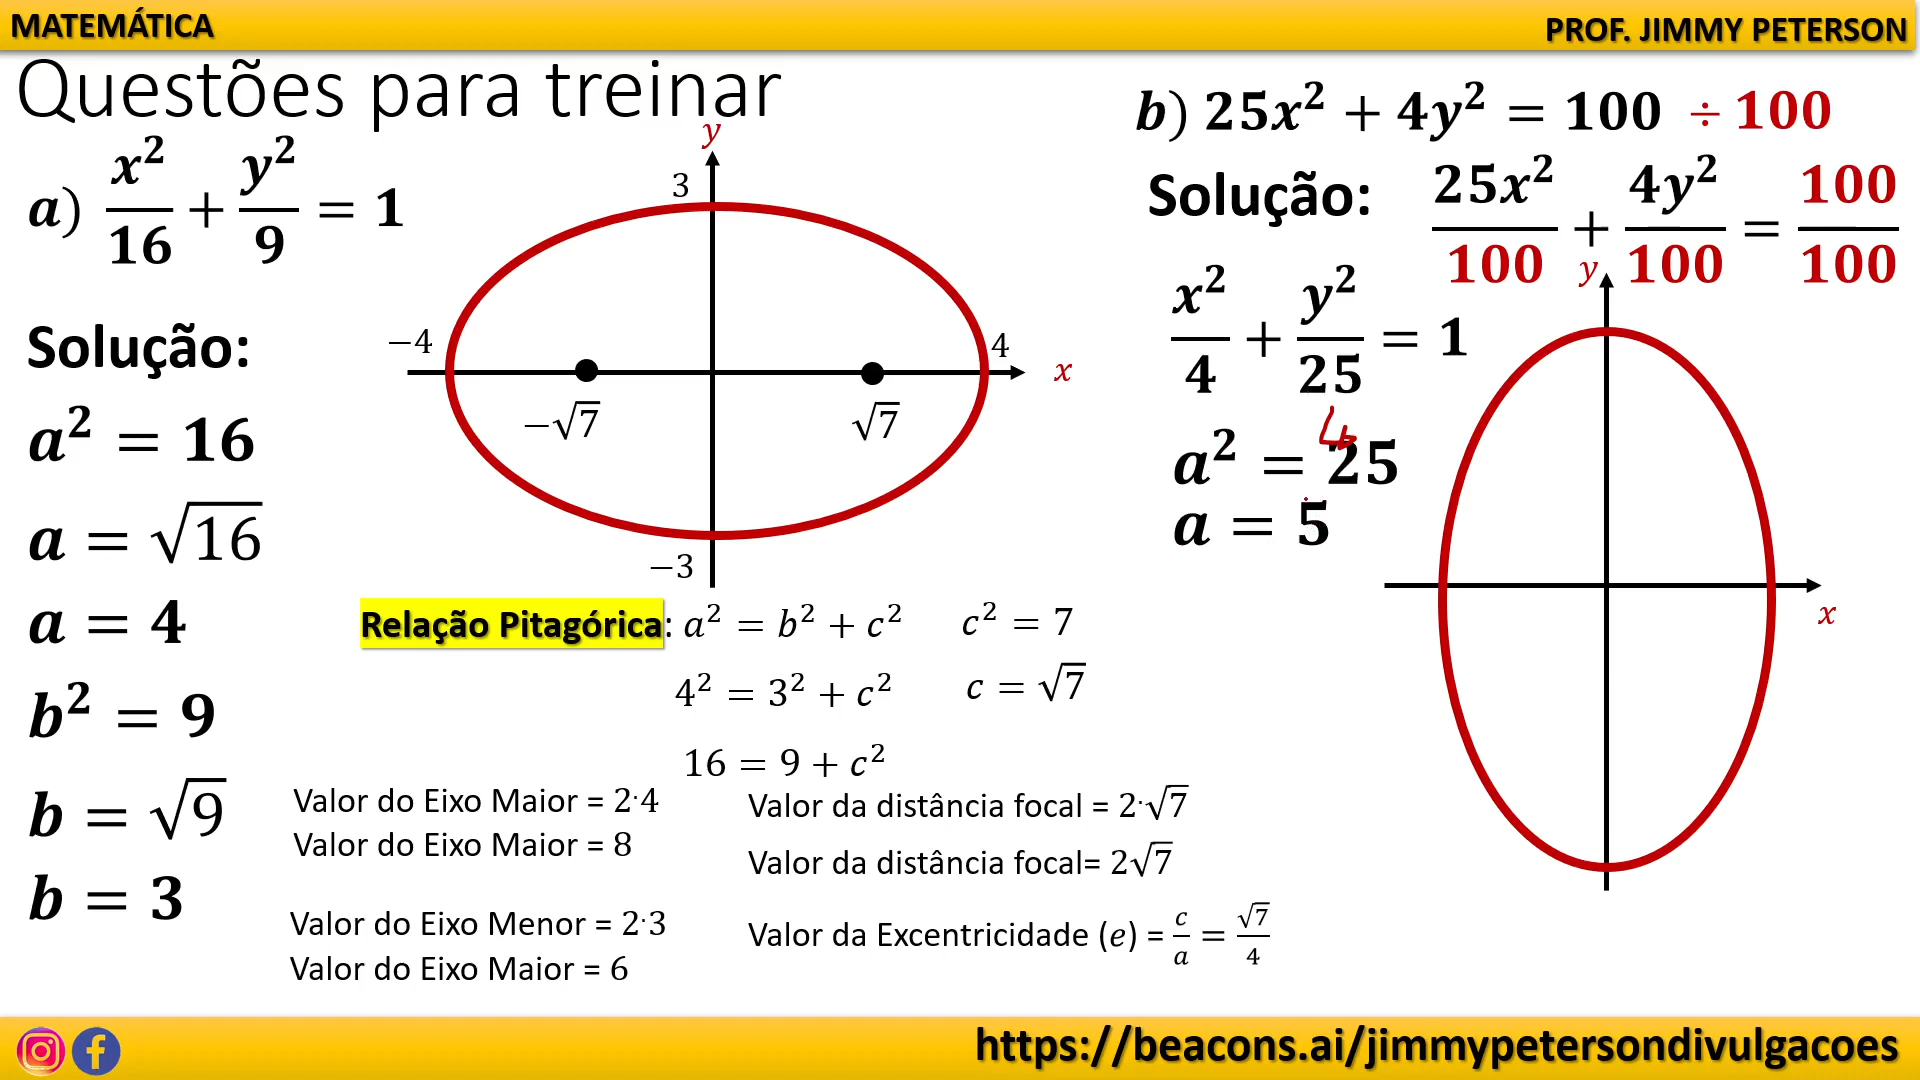 MATEMÁTICA
PROF. JIMMY PETERSON
Questões para treinar
a) x²/16 + y²/9 = 1
Solução:
a² = 16
a = √16
a = 4
b² = 9
b = √9
b = 3
y
3
−4
4
x
−√7
√7
−3
Relação Pitagórica: a² = b² + c²
4² = 3² + c²
16 = 9 + c²
c² = 7
c = √7
Valor do Eixo Maior = 2·4
Valor do Eixo Maior = 8
Valor do Eixo Menor = 2·3
Valor do Eixo Maior = 6
Valor da distância focal = 2·√7
Valor da distância focal= 2√7
Valor da Excentricidade (e) = c/a = √7/4
b) 25x² + 4y² = 100 ÷ 100
Solução:
25x²/100 + 4y²/100 = 100/100
x²/4 + y²/25 = 1
4
a² = 25
a = 5
y
x
https://beacons.ai/jimmypetersondivulgacoes